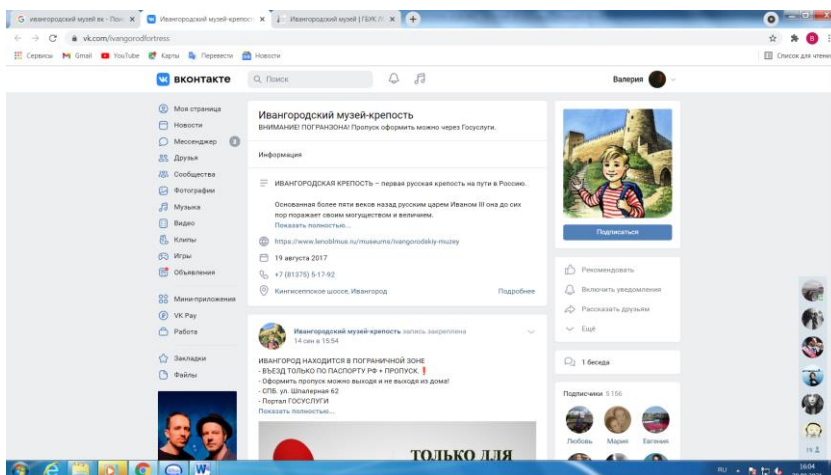 ивангородский музей вк - Пои
Ивангородский музей-крепос
Ивангородский музей | ГБУК Л
vk.com/ivangorodfortress
Сервисы
Gmail
YouTube
Карты
Перевести
Новости
Список для чтени
вконтакте
Поиск
Валерия
Моя страница
Новости
Мессенджер
Друзья
Сообщества
Фотографии
Музыка
Видео
Клипы
Игры
Объявления
Мини-приложения
VK Pay
Работа
Закладки
Файлы
Ивангородский музей-крепость
ВНИМАНИЕ! ПОГРАНЗОНА! Пропуск оформить можно через Госуслуги.
Информация
ИВАНГОРОДСКАЯ КРЕПОСТЬ – первая русская крепость на пути в Россию.
Основанная более пяти веков назад русским царем Иваном III она до сих
пор поражает своим могуществом и величием.
Показать полностью...
https://www.lenoblmus.ru/museums/ivangorodskiy-muzey
19 августа 2017
+7 (81375) 5-17-92
Кингисеппское шоссе, Ивангород
Подробнее
Ивангородский музей-крепость запись закреплена
14 сен в 15:54
ИВАНГОРОД НАХОДИТСЯ В ПОГРАНИЧНОЙ ЗОНЕ
- ВЪЕЗД ТОЛЬКО ПО ПАСПОРТУ РФ + ПРОПУСК.❗
- Оформить пропуск можно выходя и не выходя из дома!
- СПБ. ул. Шпалерная 62
- Портал ГОСУСЛУГИ
Показать полностью...
ТОЛЬКО ДЛЯ
Подписаться
Рекомендовать
Включить уведомления
Рассказать друзьям
Ещё
1 беседа
Подписчики 5 156
Любовь
Мария
Евгения
19
RU
16:04